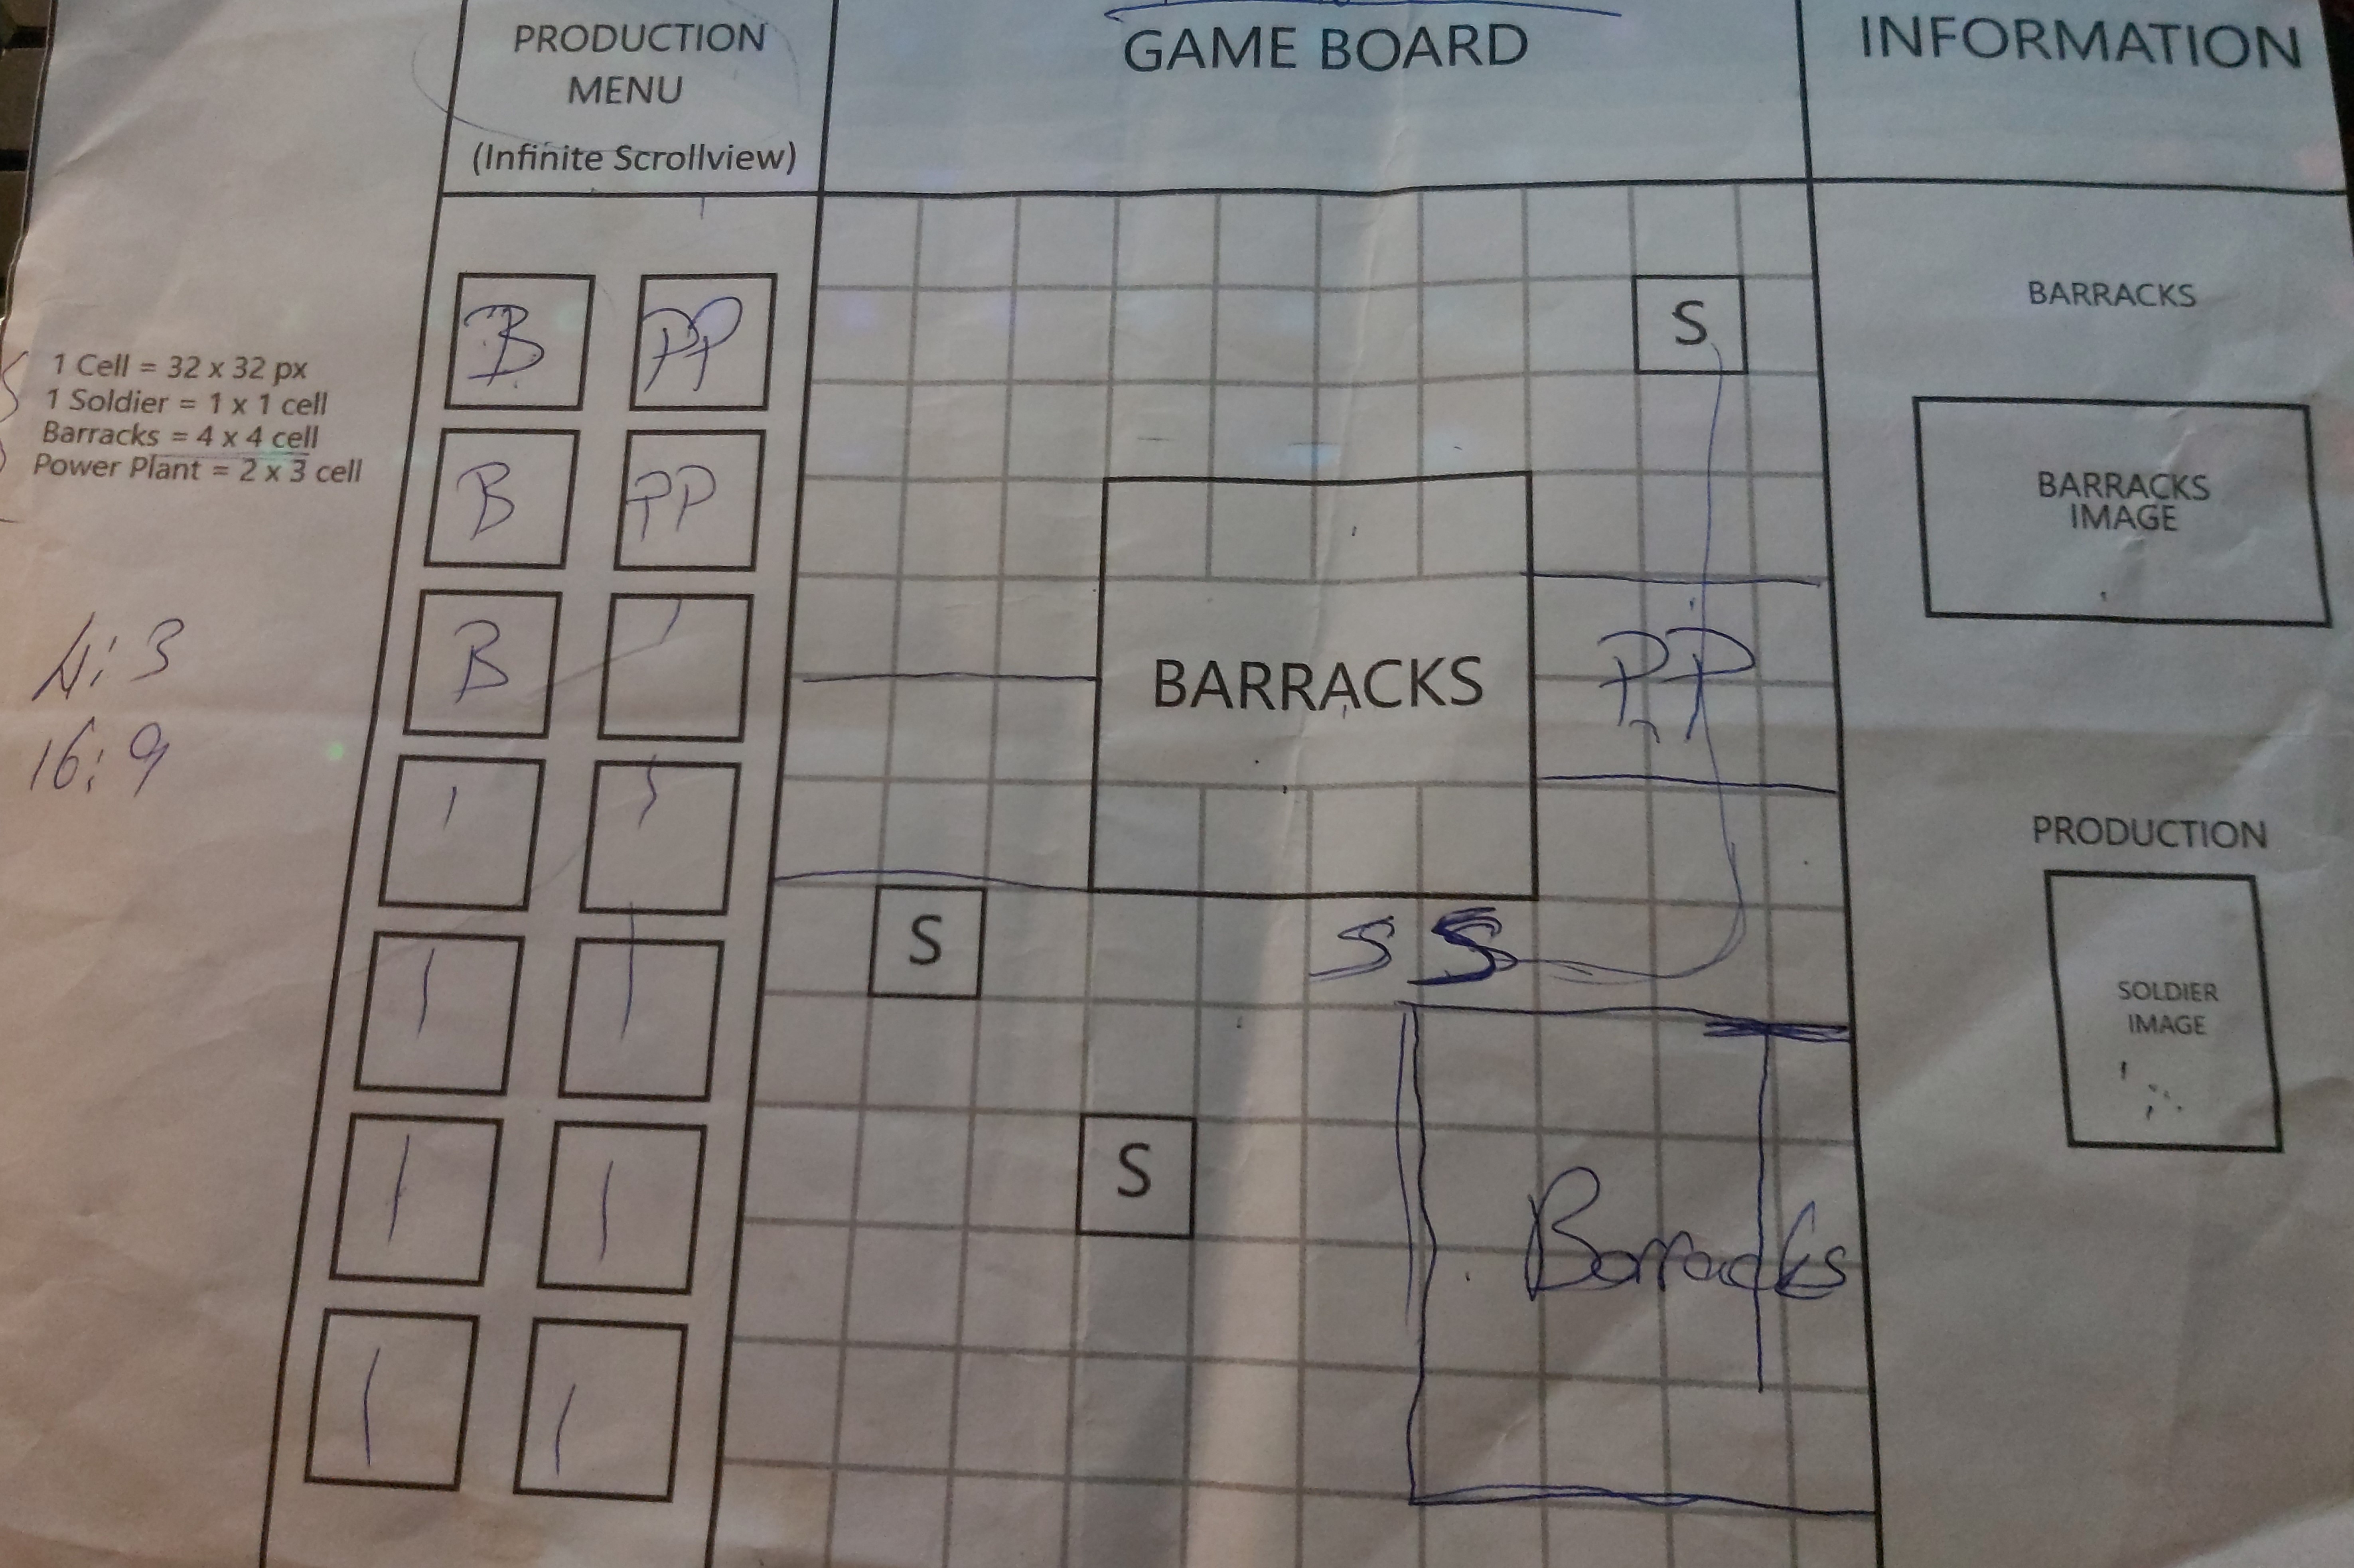 PRODUCTION
MENU
(Infinite Scrollview)
GAME BOARD
INFORMATION
1 Cell = 32 x 32 px
1 Soldier = 1 x 1 cell
Barracks = 4 x 4 cell
Power Plant = 2 x 3 cell
4:3
16:9
B PP
B PP
B
S
BARRACKS
PP
S
S S
S
Barracks
BARRACKS
BARRACKS
IMAGE
PRODUCTION
SOLDIER
IMAGE